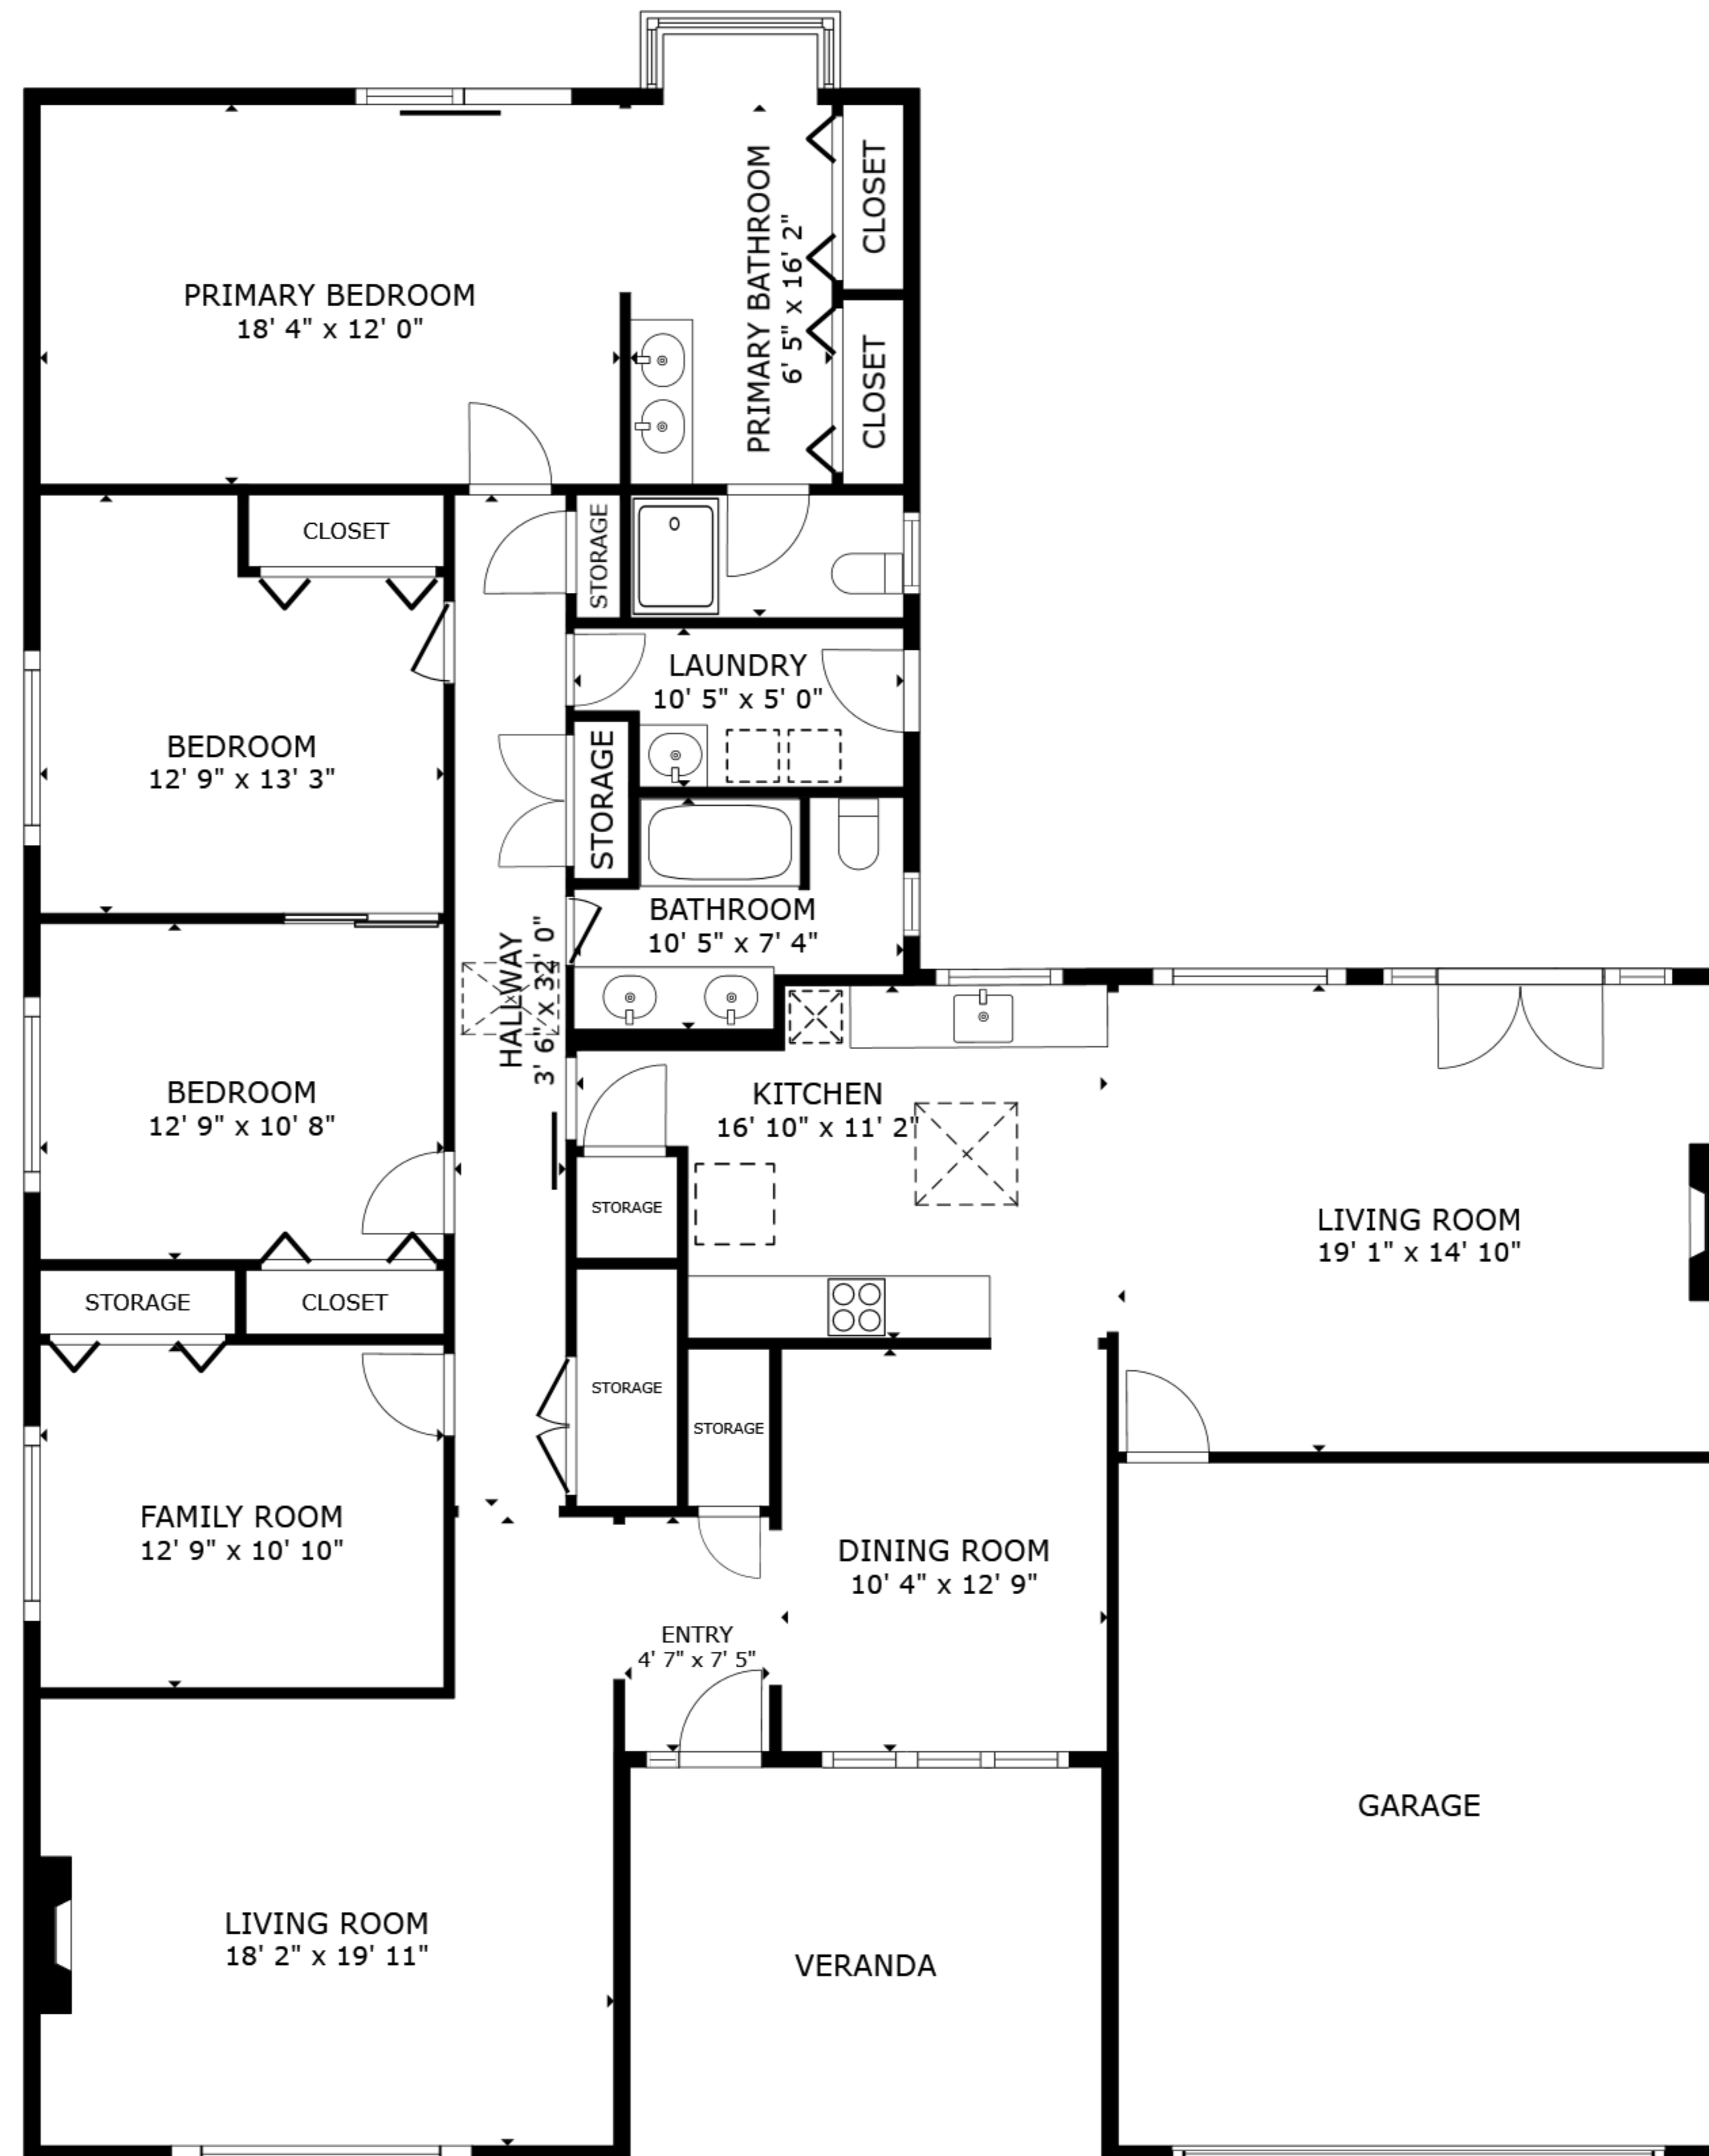 PRIMARY BEDROOM
18' 4" x 12' 0"
PRIMARY BATHROOM
6' 5" x 16' 2"
CLOSET
CLOSET
CLOSET
STORAGE
LAUNDRY
10' 5" x 5' 0"
BEDROOM
12' 9" x 13' 3"
STORAGE
BATHROOM
10' 5" x 7' 4"
HALLWAY
3' 6" x 32' 0"
BEDROOM
12' 9" x 10' 8"
KITCHEN
16' 10" x 11' 2"
STORAGE
LIVING ROOM
19' 1" x 14' 10"
STORAGE
CLOSET
STORAGE
STORAGE
FAMILY ROOM
12' 9" x 10' 10"
DINING ROOM
10' 4" x 12' 9"
ENTRY
4' 7" x 7' 5"
GARAGE
LIVING ROOM
18' 2" x 19' 11"
VERANDA